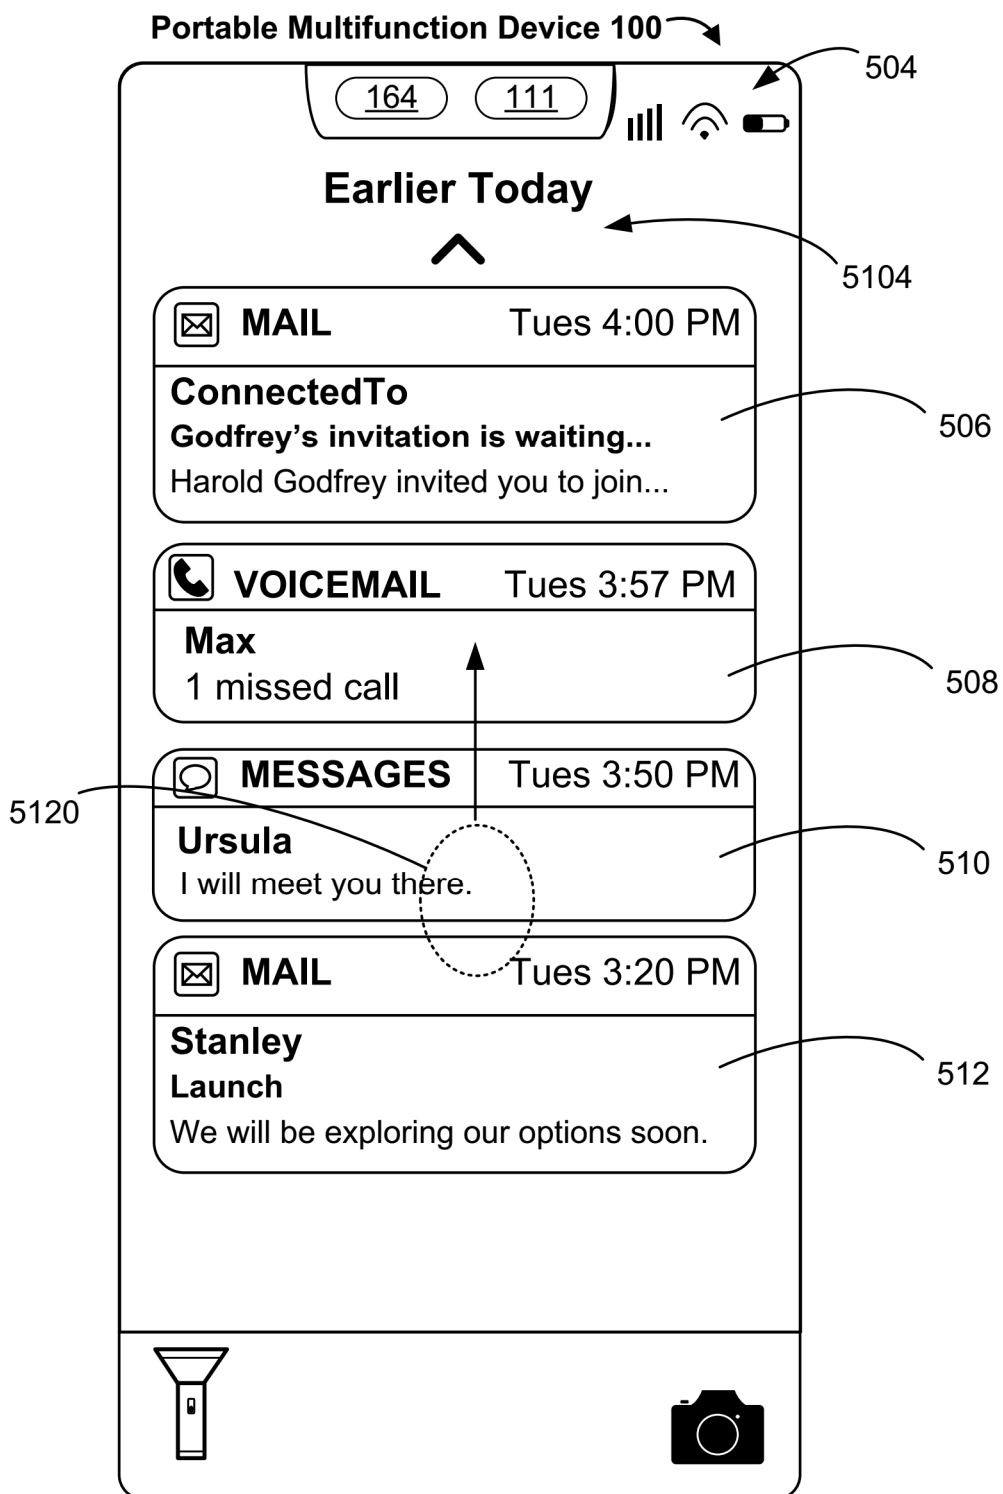 Portable Multifunction Device 100
504
164 111
Earlier Today
5104
MAIL Tues 4:00 PM
ConnectedTo
506
Godfrey’s invitation is waiting...
Harold Godfrey invited you to join...
VOICEMAIL Tues 3:57 PM
Max
1 missed call
508
MESSAGES Tues 3:50 PM
5120
Ursula
510
I will meet you there.
MAIL Tues 3:20 PM
Stanley
512
Launch
We will be exploring our options soon.